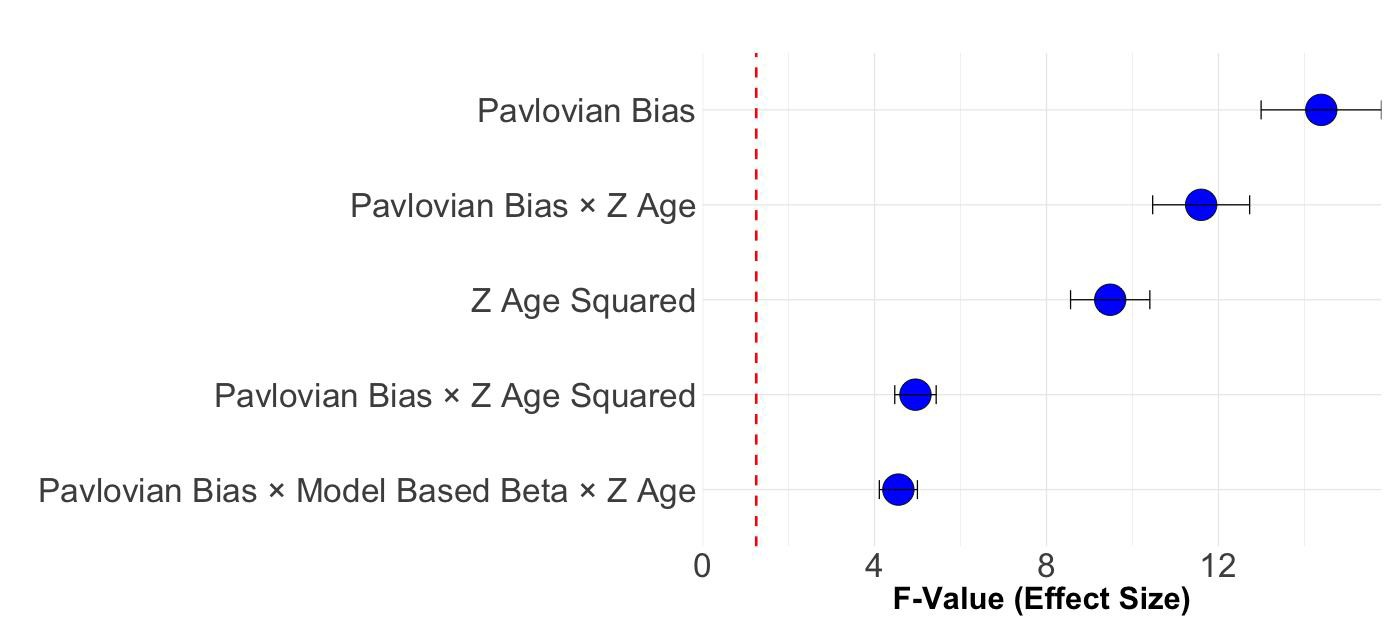 Pavlovian Bias
Pavlovian Bias × Z Age
Z Age Squared
Pavlovian Bias × Z Age Squared
Pavlovian Bias × Model Based Beta × Z Age
0 4 8 12
F-Value (Effect Size)